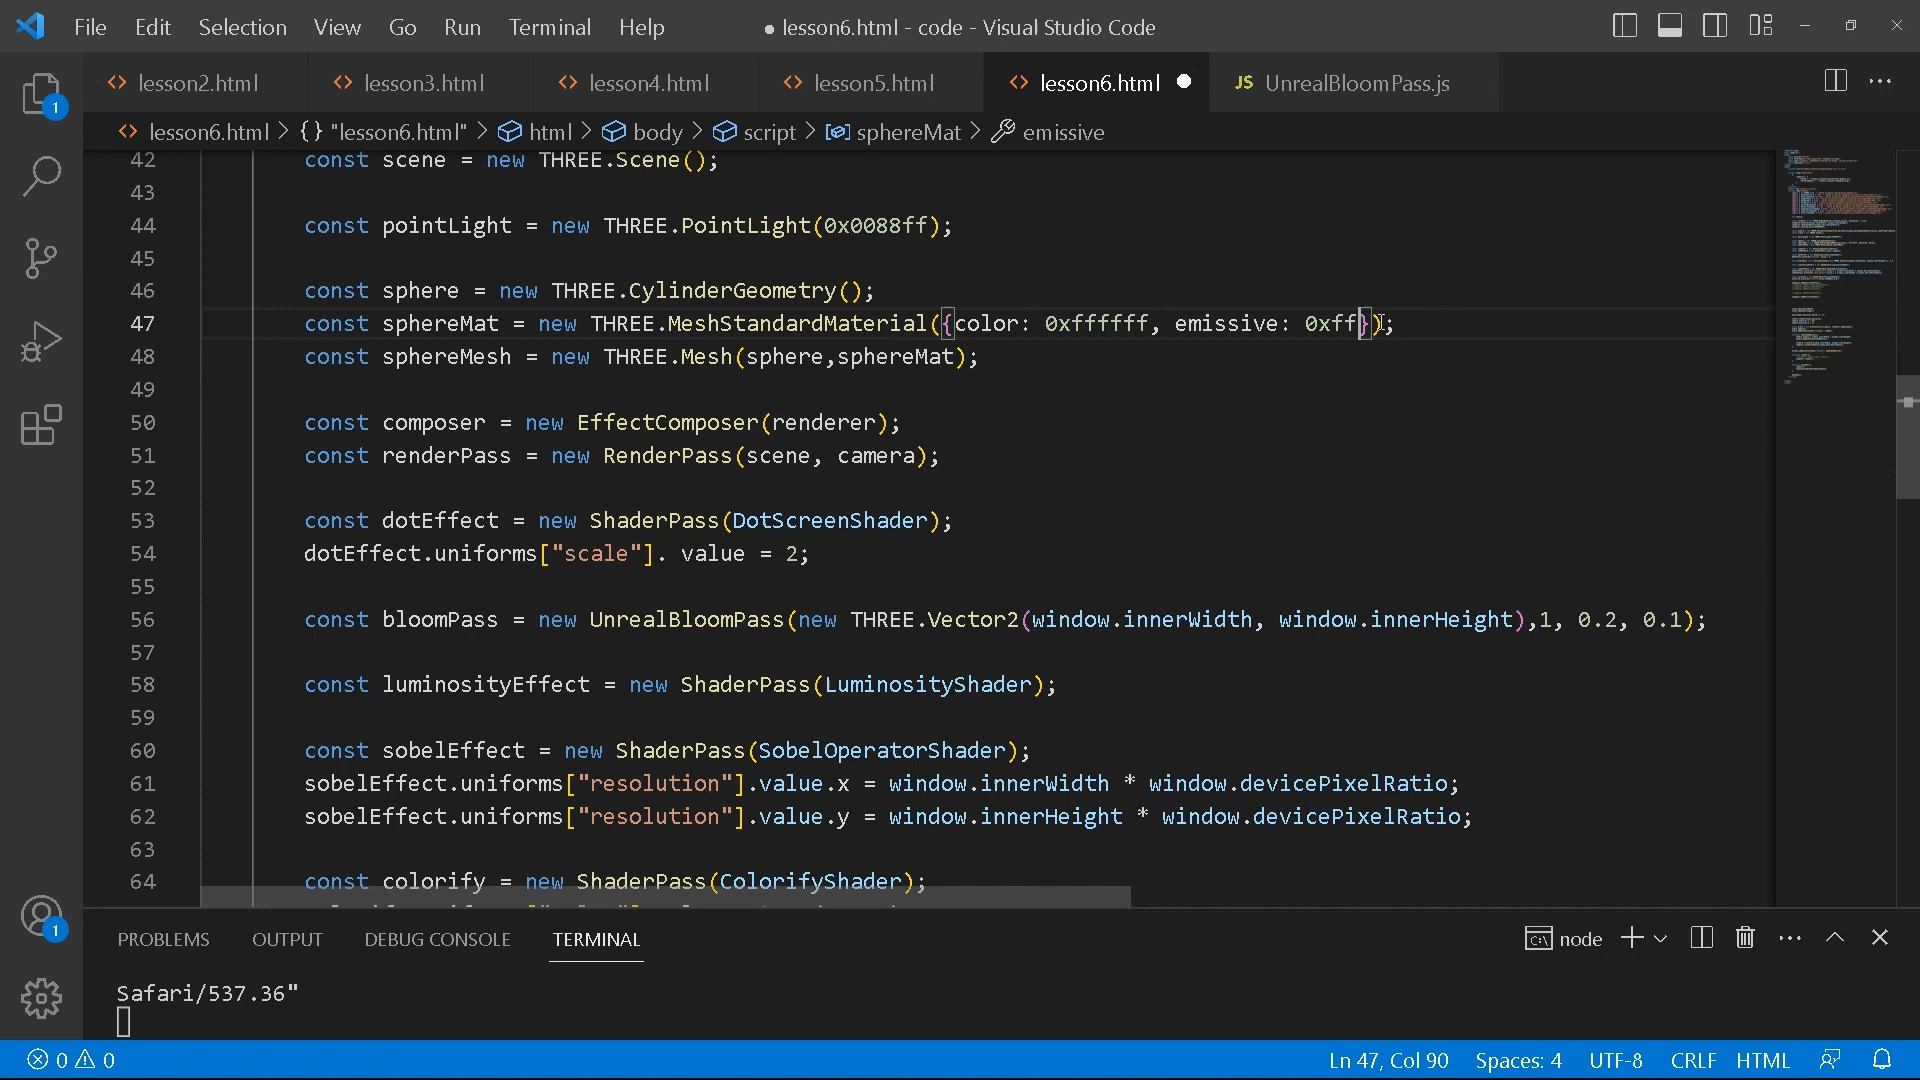 File Edit Selection View Go Run Terminal Help ● lesson6.html - code - Visual Studio Code
lesson2.html lesson3.html lesson4.html lesson5.html lesson6.html JS UnrealBloomPass.js
lesson6.html > {} "lesson6.html" > html > body > script > sphereMat > emissive
42 const scene = new THREE.Scene();
43
44 const pointLight = new THREE.PointLight(0x0088ff);
45
46 const sphere = new THREE.CylinderGeometry();
47 const sphereMat = new THREE.MeshStandardMaterial({color: 0xffffff, emissive: 0xff});
48 const sphereMesh = new THREE.Mesh(sphere,sphereMat);
49
50 const composer = new EffectComposer(renderer);
51 const renderPass = new RenderPass(scene, camera);
52
53 const dotEffect = new ShaderPass(DotScreenShader);
54 dotEffect.uniforms["scale"]. value = 2;
55
56 const bloomPass = new UnrealBloomPass(new THREE.Vector2(window.innerWidth, window.innerHeight),1, 0.2, 0.1);
57
58 const luminosityEffect = new ShaderPass(LuminosityShader);
59
60 const sobelEffect = new ShaderPass(SobelOperatorShader);
61 sobelEffect.uniforms["resolution"].value.x = window.innerWidth * window.devicePixelRatio;
62 sobelEffect.uniforms["resolution"].value.y = window.innerHeight * window.devicePixelRatio;
63
64 const colorify = new ShaderPass(ColorifyShader);
PROBLEMS OUTPUT DEBUG CONSOLE TERMINAL node
Safari/537.36"
1
1
0 0 Ln 47, Col 90 Spaces: 4 UTF-8 CRLF HTML